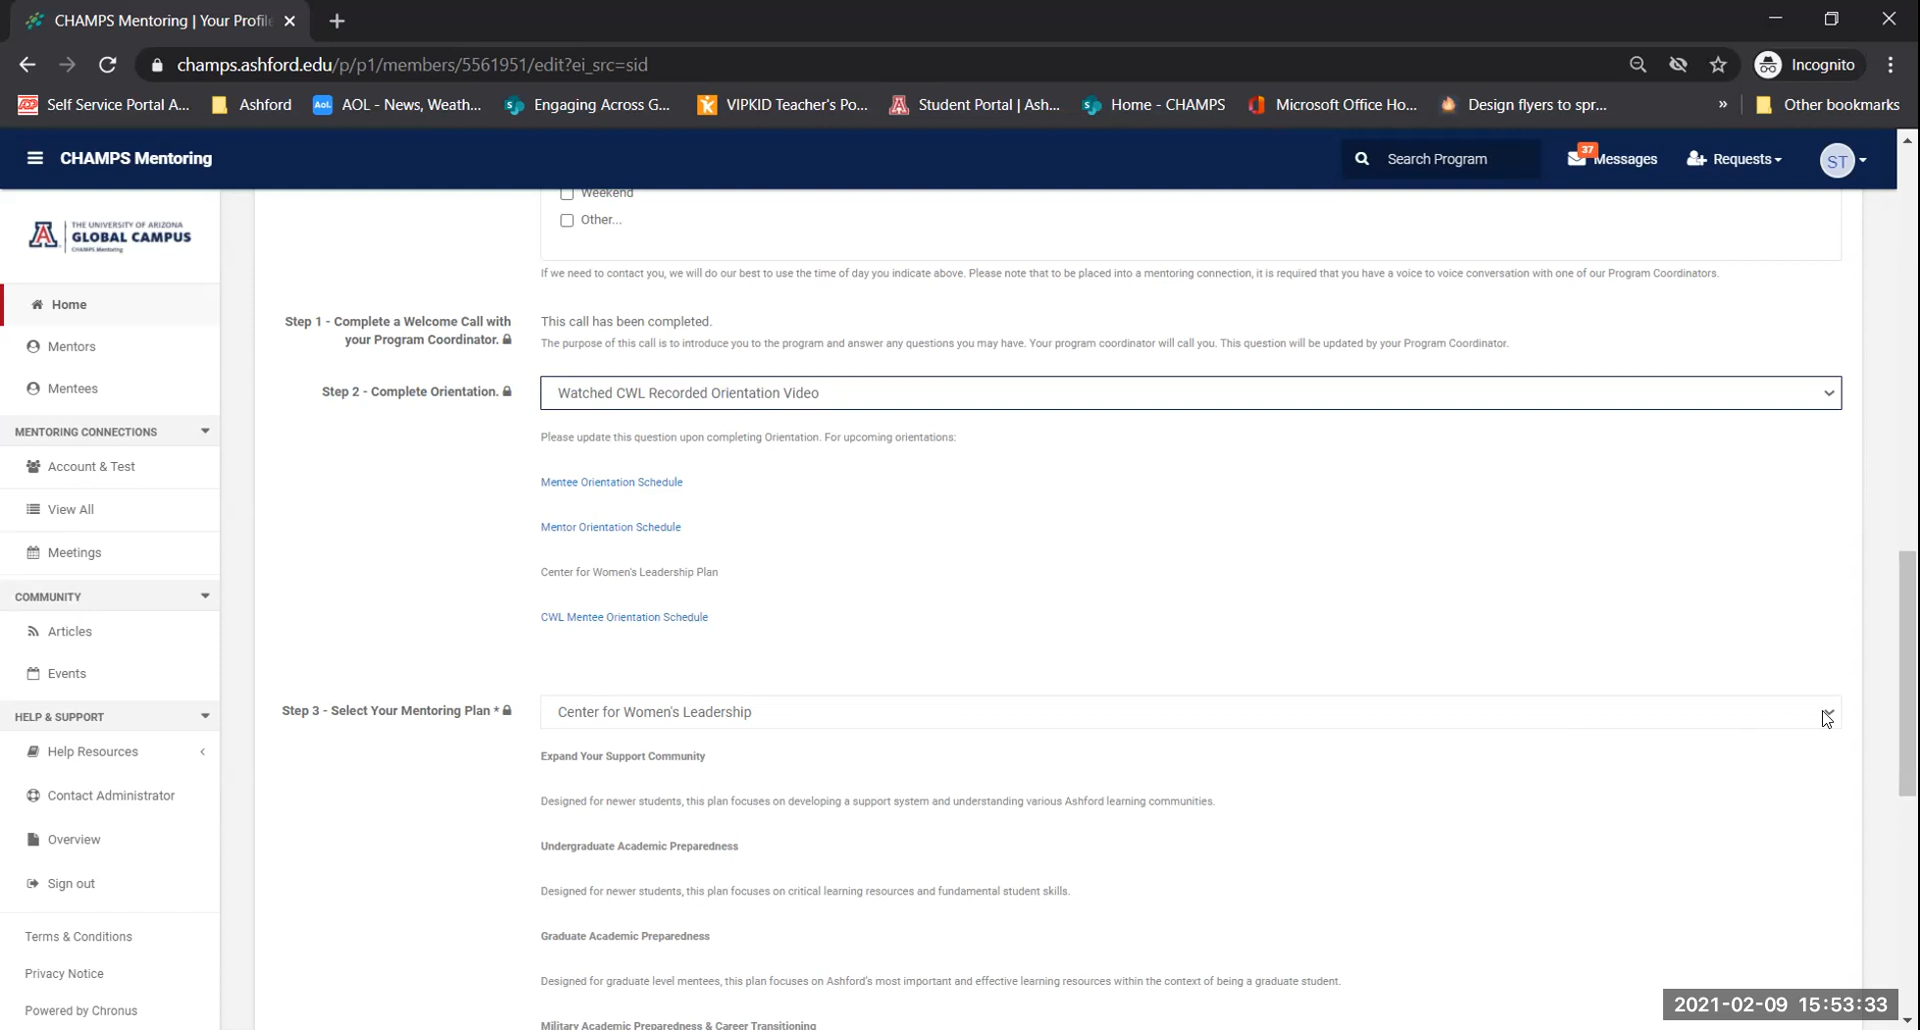 CHAMPS Mentoring | Your Profile
champs.ashford.edu/p/p1/members/5561951/edit?ei_src=sid
Incognito
Self Service Portal A...
Ashford
Aol.
AOL - News, Weath...
Engaging Across G...
VIPKID Teacher's Po...
Student Portal | Ash...
Home - CHAMPS
Microsoft Office Ho...
Design flyers to spr...
»
Other bookmarks
CHAMPS Mentoring
Search Program
37
Messages
Requests
ST
THE UNIVERSITY OF ARIZONA
GLOBAL CAMPUS
CHAMPS Mentoring
Home
Mentors
Mentees
MENTORING CONNECTIONS
Account & Test
View All
Meetings
COMMUNITY
Articles
Events
HELP & SUPPORT
Help Resources
Contact Administrator
Overview
Sign out
Terms & Conditions
Privacy Notice
Powered by Chronus
Weekend
Other...
If we need to contact you, we will do our best to use the time of day you indicate above. Please note that to be placed into a mentoring connection, it is required that you have a voice to voice conversation with one of our Program Coordinators.
Step 1 - Complete a Welcome Call with
your Program Coordinator.
This call has been completed.
The purpose of this call is to introduce you to the program and answer any questions you may have. Your program coordinator will call you. This question will be updated by your Program Coordinator.
Step 2 - Complete Orientation.
Watched CWL Recorded Orientation Video
Please update this question upon completing Orientation. For upcoming orientations:
Mentee Orientation Schedule
Mentor Orientation Schedule
Center for Women's Leadership Plan
CWL Mentee Orientation Schedule
Step 3 - Select Your Mentoring Plan *
Center for Women's Leadership
Expand Your Support Community
Designed for newer students, this plan focuses on developing a support system and understanding various Ashford learning communities.
Undergraduate Academic Preparedness
Designed for newer students, this plan focuses on critical learning resources and fundamental student skills.
Graduate Academic Preparedness
Designed for graduate level mentees, this plan focuses on Ashford's most important and effective learning resources within the context of being a graduate student.
Military Academic Preparedness & Career Transitioning
2021-02-09 15:53:33